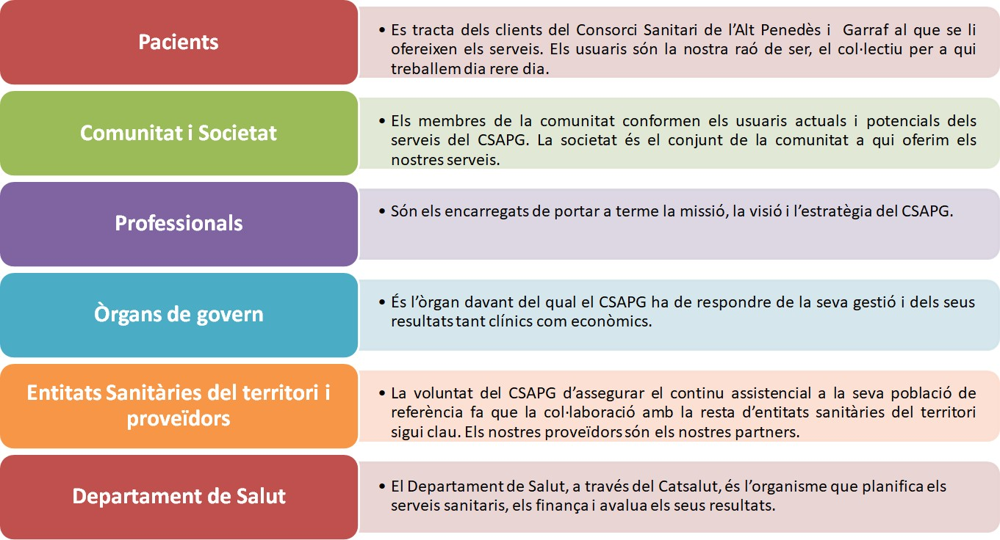 Pacients
• Es tracta dels clients del Consorci Sanitari de l’Alt Penedès i Garraf al que se li
ofereixen els serveis. Els usuaris són la nostra raó de ser, el col·lectiu per a qui
treballem dia rere dia.
Comunitat i Societat
• Els membres de la comunitat conformen els usuaris actuals i potencials dels
serveis del CSAPG. La societat és el conjunt de la comunitat a qui oferim els
nostres serveis.
Professionals
• Són els encarregats de portar a terme la missió, la visió i l’estratègia del CSAPG.
Òrgans de govern
• És l’òrgan davant del qual el CSAPG ha de respondre de la seva gestió i dels seus
resultats tant clínics com econòmics.
Entitats Sanitàries del territori i
proveïdors
• La voluntat del CSAPG d’assegurar el continu assistencial a la seva població de
referència fa que la col·laboració amb la resta d’entitats sanitàries del territori
sigui clau. Els nostres proveïdors són els nostres partners.
Departament de Salut
• El Departament de Salut, a través del Catsalut, és l’organisme que planifica els
serveis sanitaris, els finança i avalua els seus resultats.